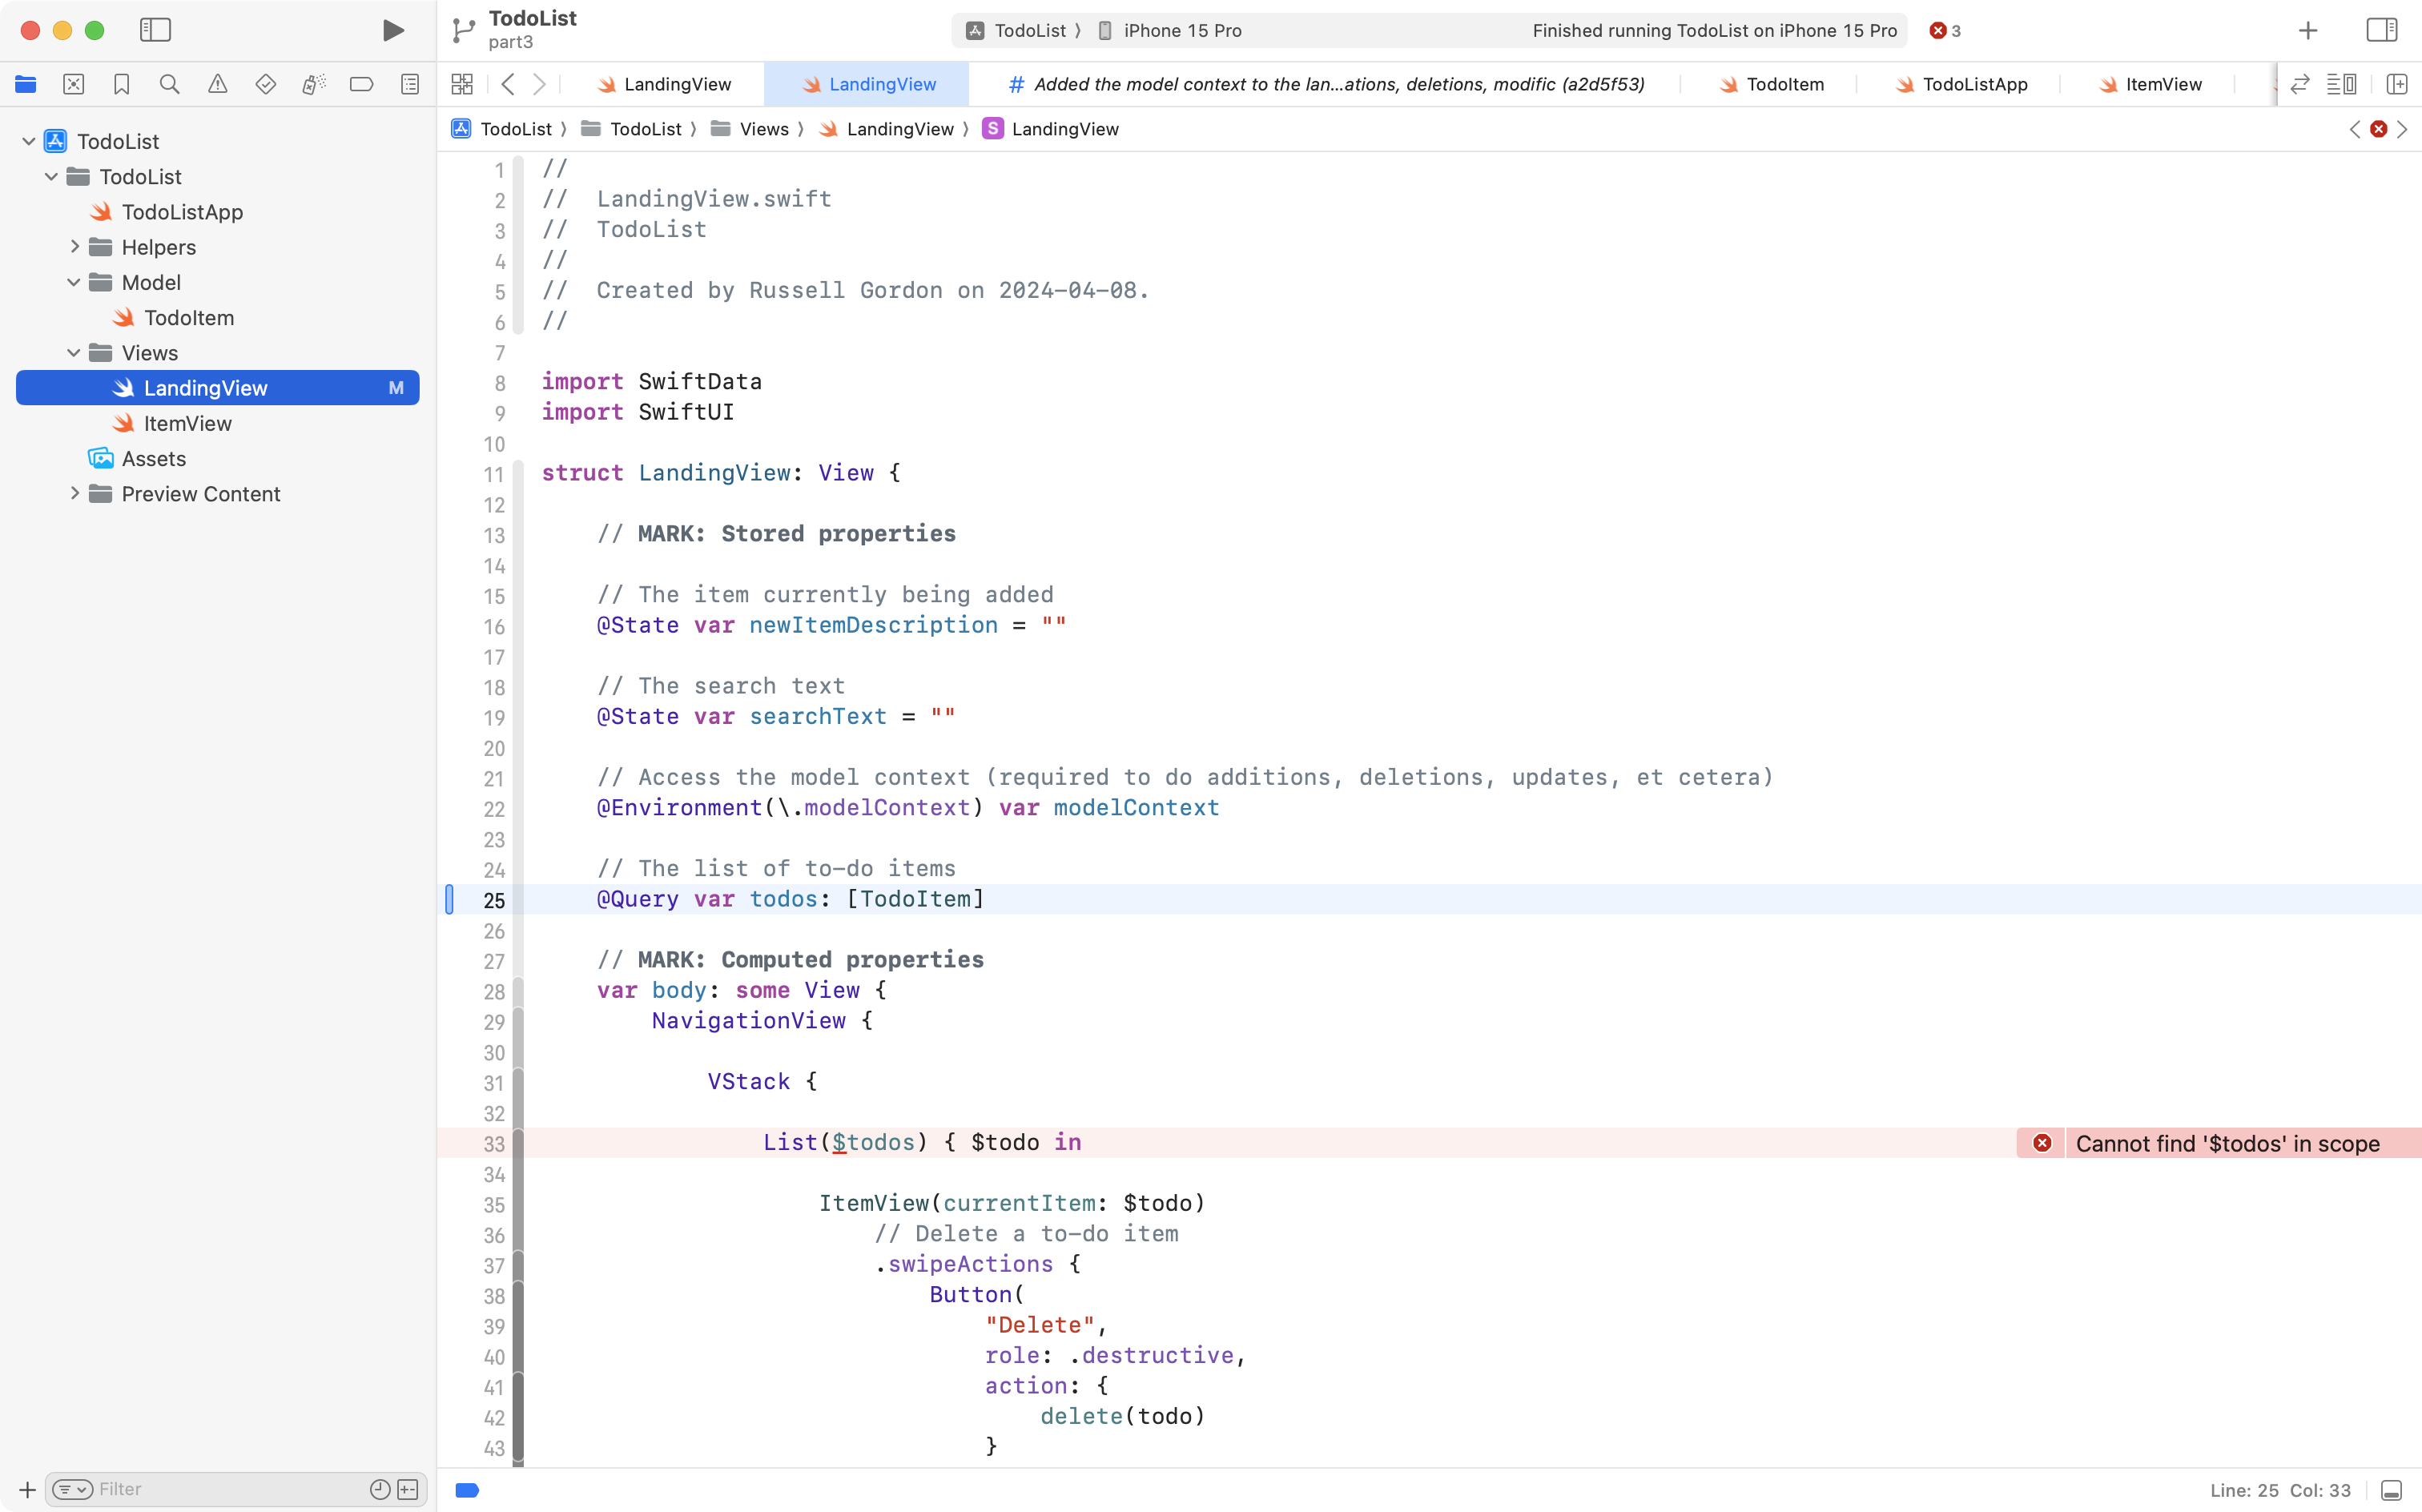 TodoList
part3
TodoList
iPhone 15 Pro
Finished running TodoList on iPhone 15 Pro
3
LandingView
LandingView
# Added the model context to the lan...ations, deletions, modific (a2d5f53)
TodoItem
TodoListApp
ItemView
TodoList
TodoList
TodoListApp
Helpers
Model
TodoItem
Views
LandingView M
ItemView
Assets
Preview Content
Filter
TodoList ⟩ TodoList ⟩ Views ⟩ LandingView ⟩ S LandingView
1 //
2 //  LandingView.swift
3 //  TodoList
4 //
5 //  Created by Russell Gordon on 2024-04-08.
6 //
7
8 import SwiftData
9 import SwiftUI
10
11 struct LandingView: View {
12
13     // MARK: Stored properties
14
15     // The item currently being added
16     @State var newItemDescription = ""
17
18     // The search text
19     @State var searchText = ""
20
21     // Access the model context (required to do additions, deletions, updates, et cetera)
22     @Environment(\.modelContext) var modelContext
23
24     // The list of to-do items
25     @Query var todos: [TodoItem]
26
27     // MARK: Computed properties
28     var body: some View {
29         NavigationView {
30
31             VStack {
32
33                 List($todos) { $todo in
Cannot find '$todos' in scope
34
35                     ItemView(currentItem: $todo)
36                         // Delete a to-do item
37                         .swipeActions {
38                             Button(
39                                 "Delete",
40                                 role: .destructive,
41                                 action: {
42                                     delete(todo)
43                                 }
Line: 25 Col: 33